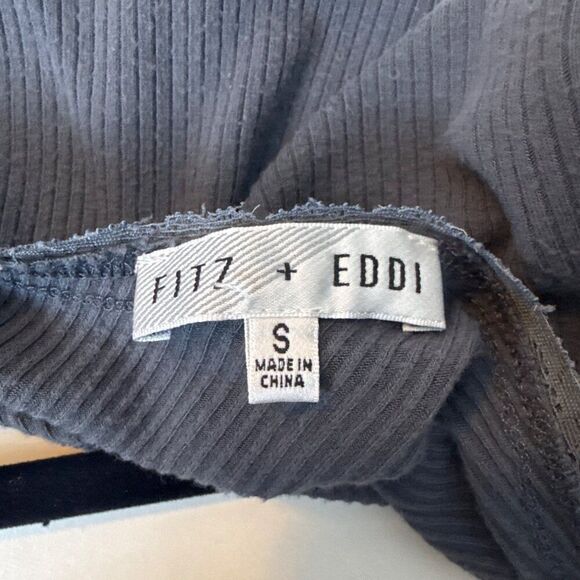 FITZ + EDDI
S
MADE IN
CHINA